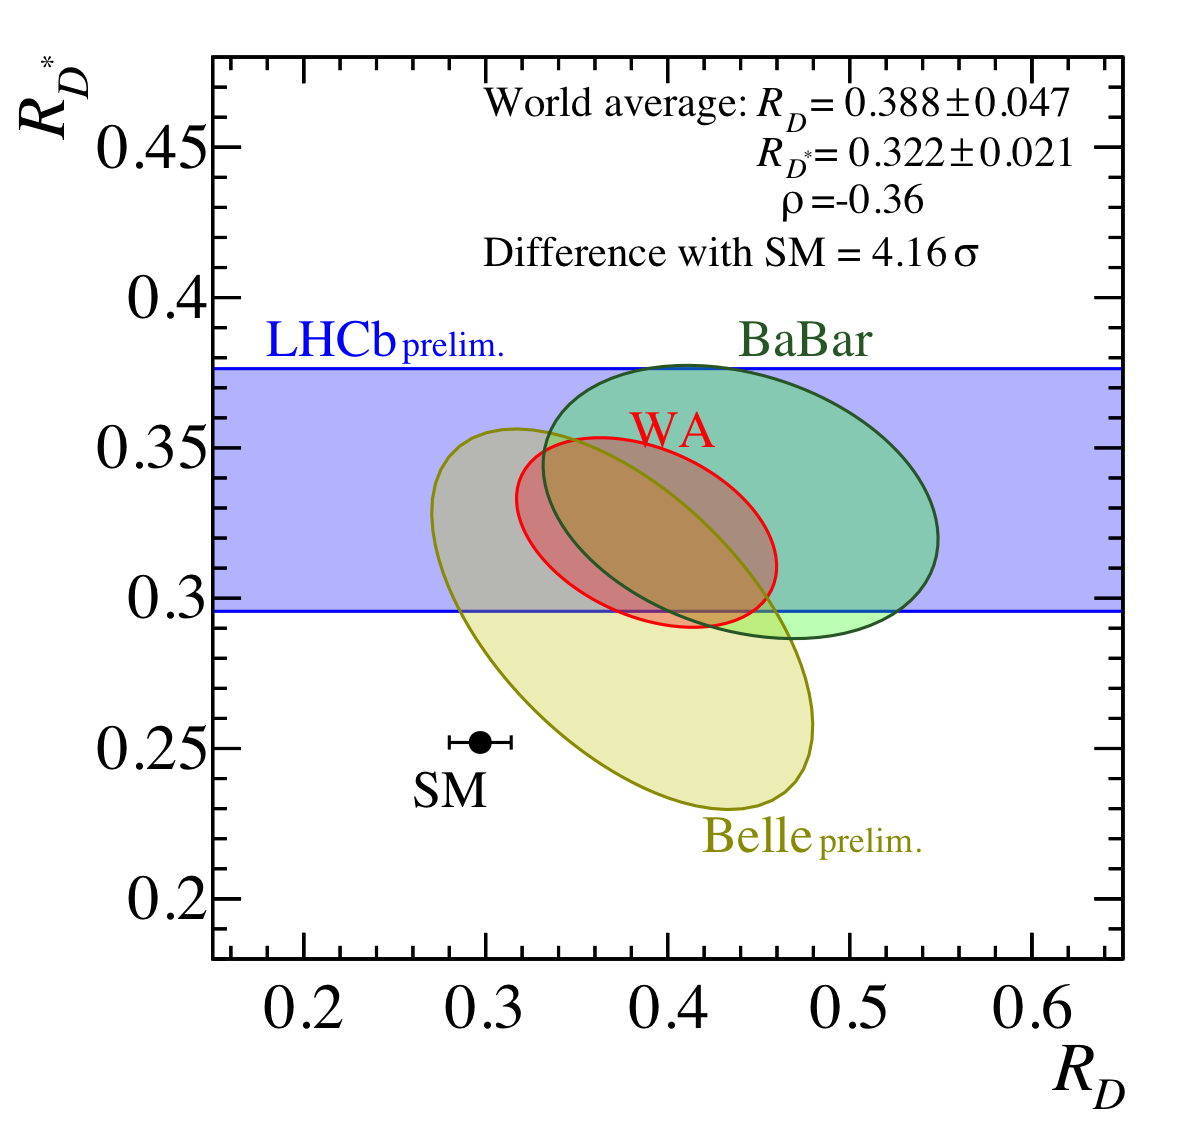 R_D*
World average: R_D = 0.388±0.047
R_D* = 0.322±0.021
ρ =-0.36
Difference with SM = 4.16 σ
0.45
0.4
LHCb prelim.
BaBar
WA
0.35
0.3
0.25
SM
Belle prelim.
0.2
0.2 0.3 0.4 0.5 0.6
R_D